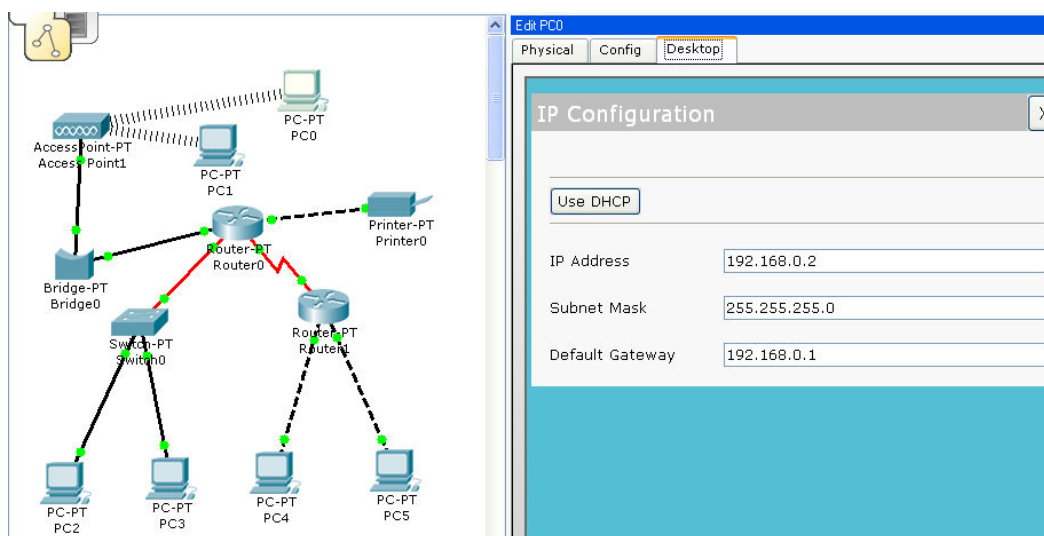 PC-PT
PC0
AccessPoint-PT
Access Point1
PC-PT
PC1
Printer-PT
Printer0
Router-PT
Router0
Bridge-PT
Bridge0
Router-PT
Router1
Switch-PT
Switch0
PC-PT
PC2
PC-PT
PC3
PC-PT
PC4
PC-PT
PC5
Edit PC0
Physical Config Desktop
IP Configuration X
Use DHCP
IP Address 192.168.0.2
Subnet Mask 255.255.255.0
Default Gateway 192.168.0.1